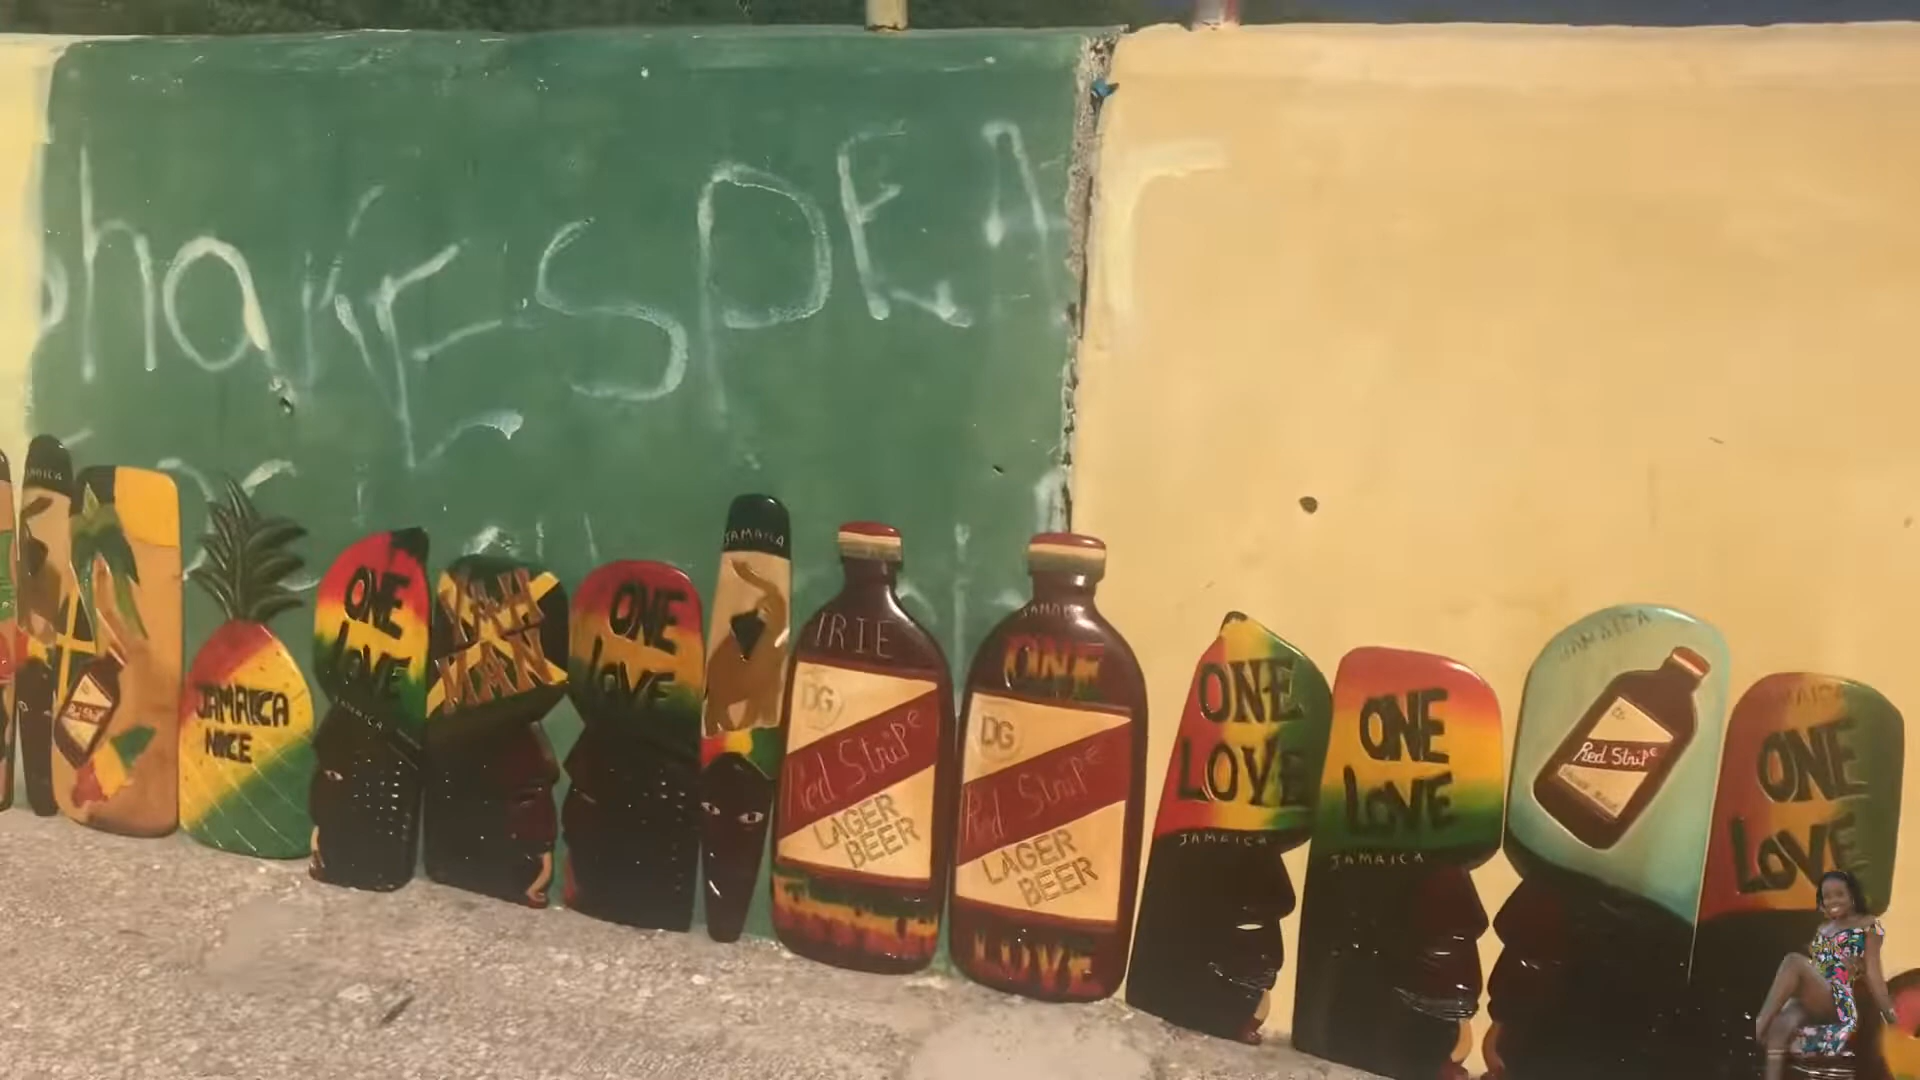 haKESPEAr
JAMAICA
JAMAICA
NICE
ONE
LOVE
JAMAICA
YAH
MAN
ONE
LOVE
JAMAICA
IRIE
DG
Red Stripe
LAGER
BEER
ONE
DG
Red Stripe
LAGER
BEER
LOVE
ONE
LOVE
JAMAICA
ONE
LOVE
JAMAICA
JAMAICA
Red Stripe
ONE
LOVE